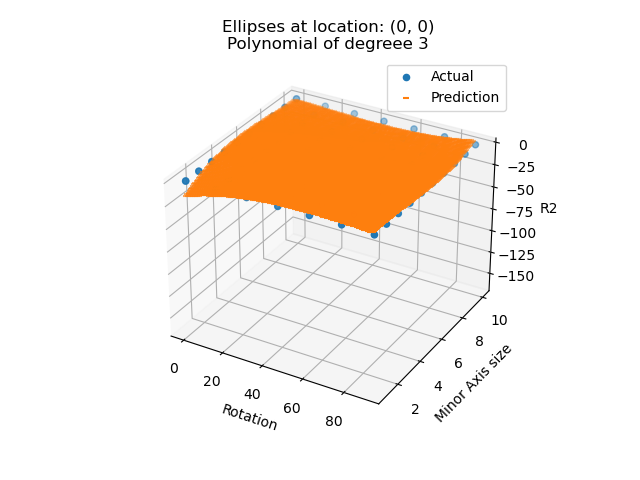 Ellipses at location: (0, 0)
Polynomial of degreee 3
Actual
Prediction
0
−25
−50
−75
−100
−125
−150
R2
10
8
6
4
2
Minor Axis size
0
20
40
60
80
Rotation